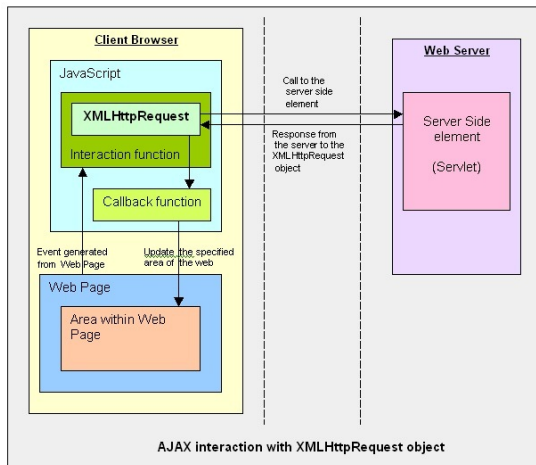 Client Browser
JavaScript
XMLHttpRequest
Interaction function
Callback function
Event generated
from Web Page
Update the specified
area of the web
Web Page
Area within Web
Page
Call to the
server side
element
Response from
the server to the
XMLHttpRequest
object
Web Server
Server Side
element
(Servlet)
AJAX interaction with XMLHttpRequest object